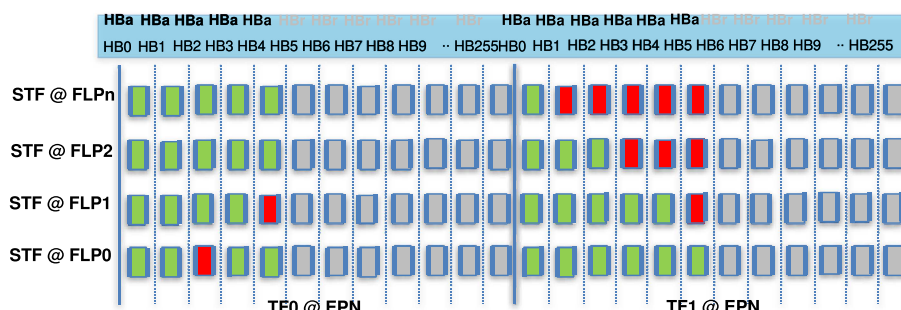 HBa HBa HBa HBa HBa HBr HBr HBr HBr HBr HBr HBa HBa HBa HBa HBa HBa HBr HBr HBr HBr HBr
HB0 HB1 HB2 HB3 HB4 HB5 HB6 HB7 HB8 HB9 ·· HB255HB0 HB1 HB2 HB3 HB4 HB5 HB6 HB7 HB8 HB9 ·· HB255
STF @ FLPn
STF @ FLP2
STF @ FLP1
STF @ FLP0
TF0 @ EPN TF1 @ EPN